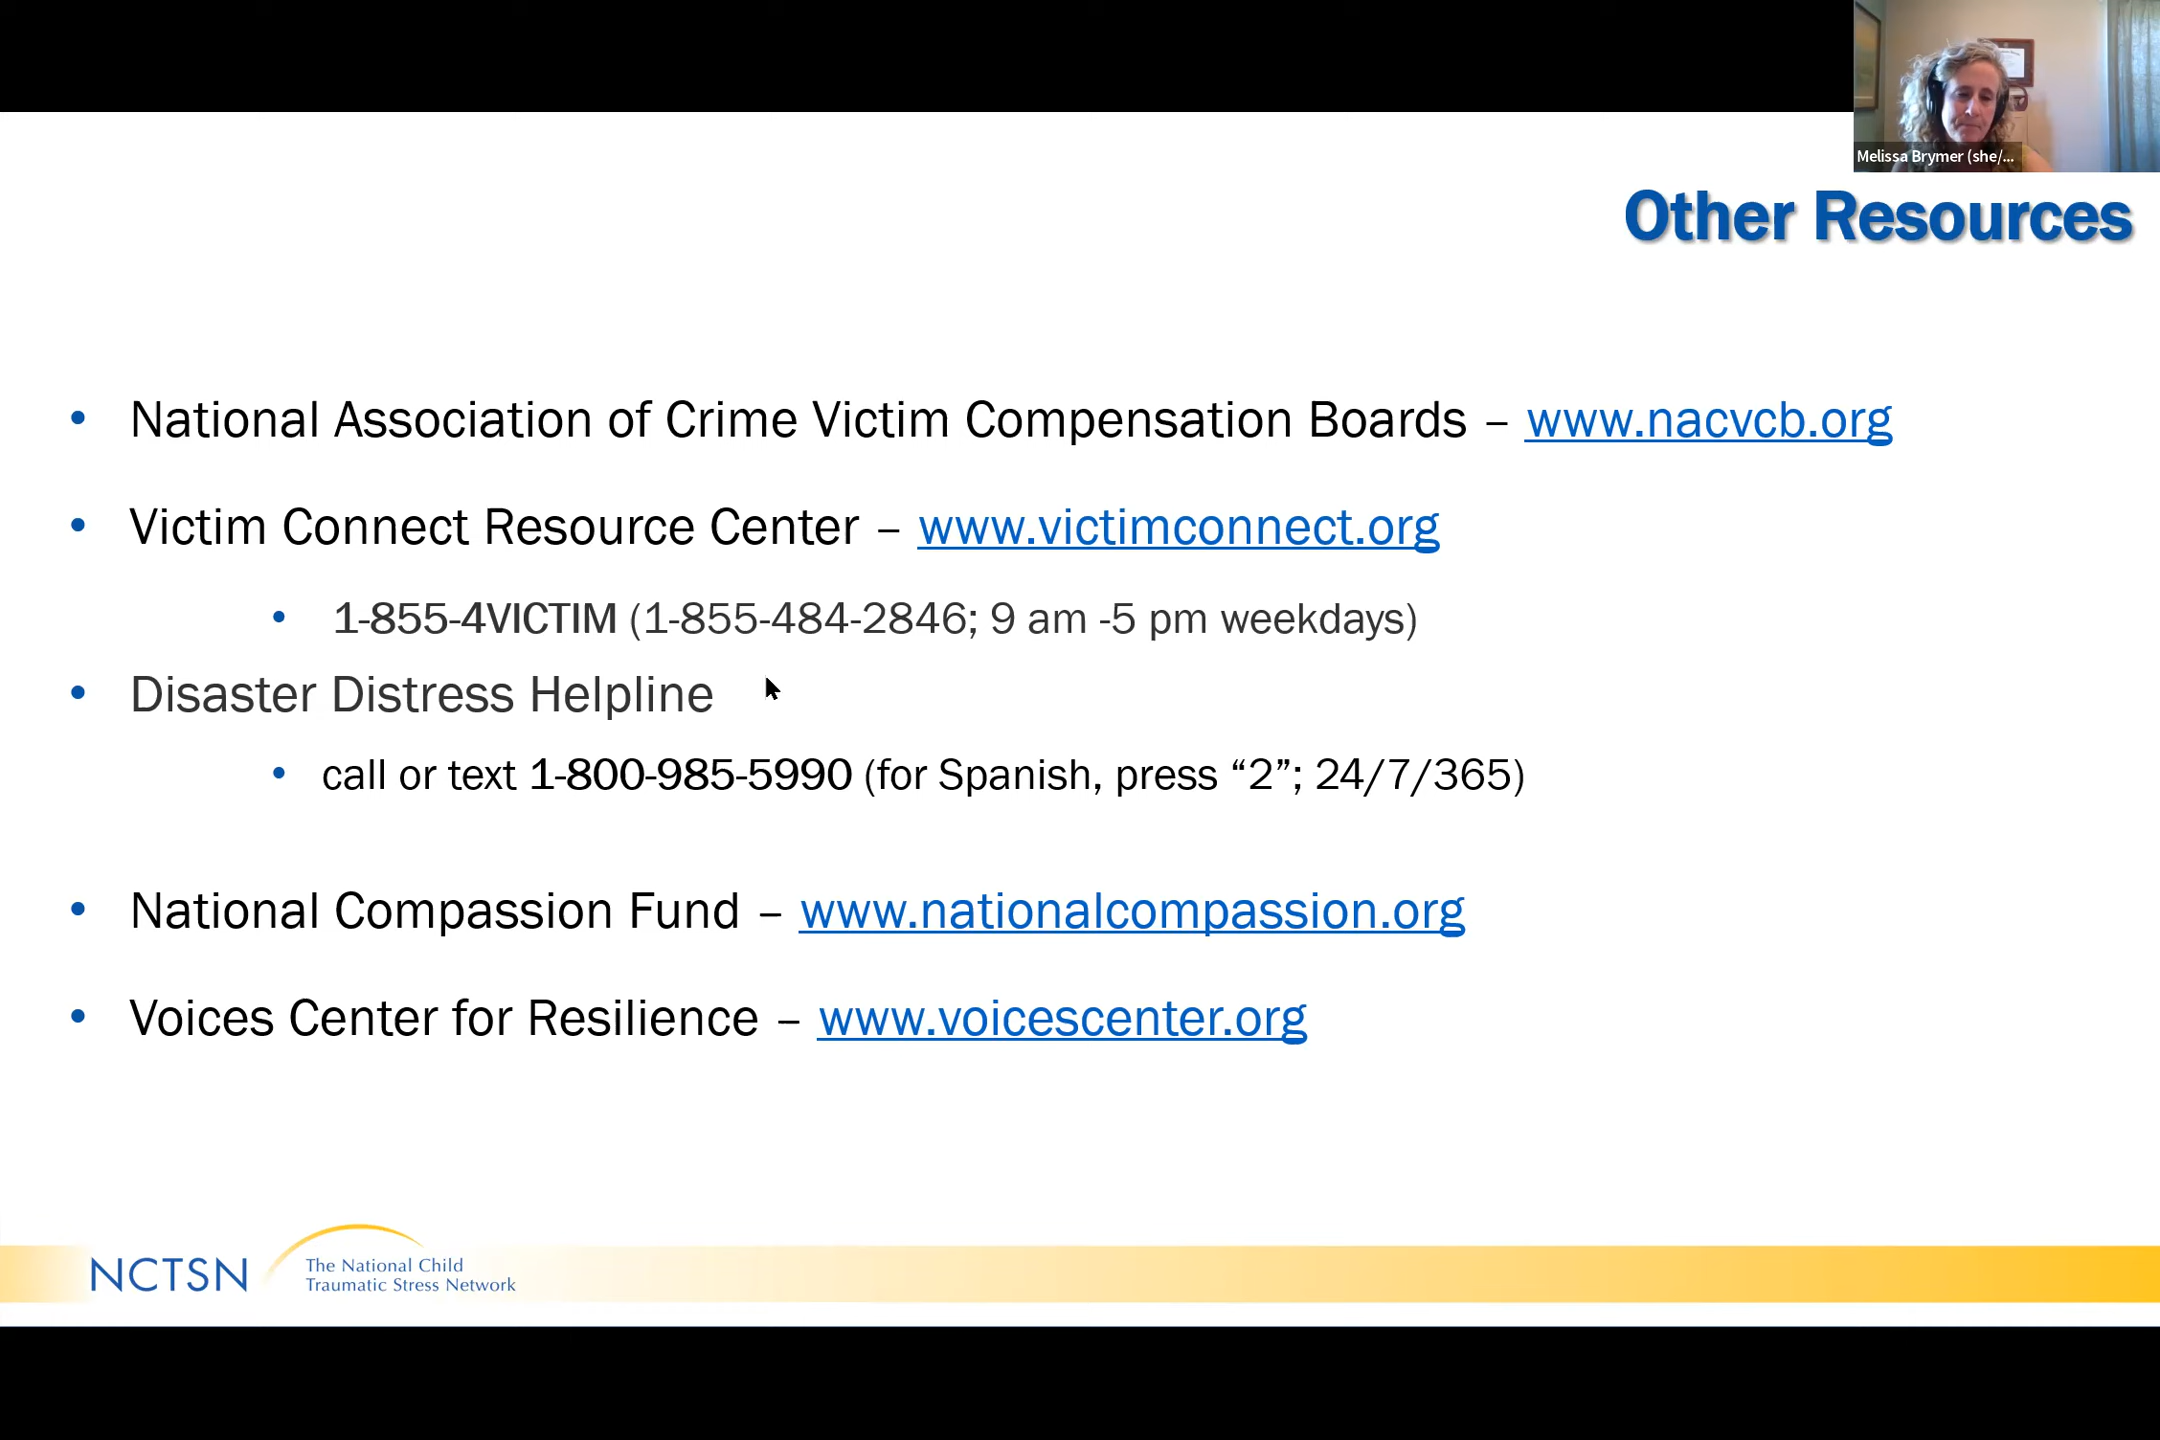 Melissa Brymer (she/...
Other Resources
• National Association of Crime Victim Compensation Boards – www.nacvcb.org
• Victim Connect Resource Center – www.victimconnect.org
• 1-855-4VICTIM (1-855-484-2846; 9 am -5 pm weekdays)
• Disaster Distress Helpline
• call or text 1-800-985-5990 (for Spanish, press “2”; 24/7/365)
• National Compassion Fund – www.nationalcompassion.org
• Voices Center for Resilience – www.voicescenter.org
NCTSN
The National Child
Traumatic Stress Network